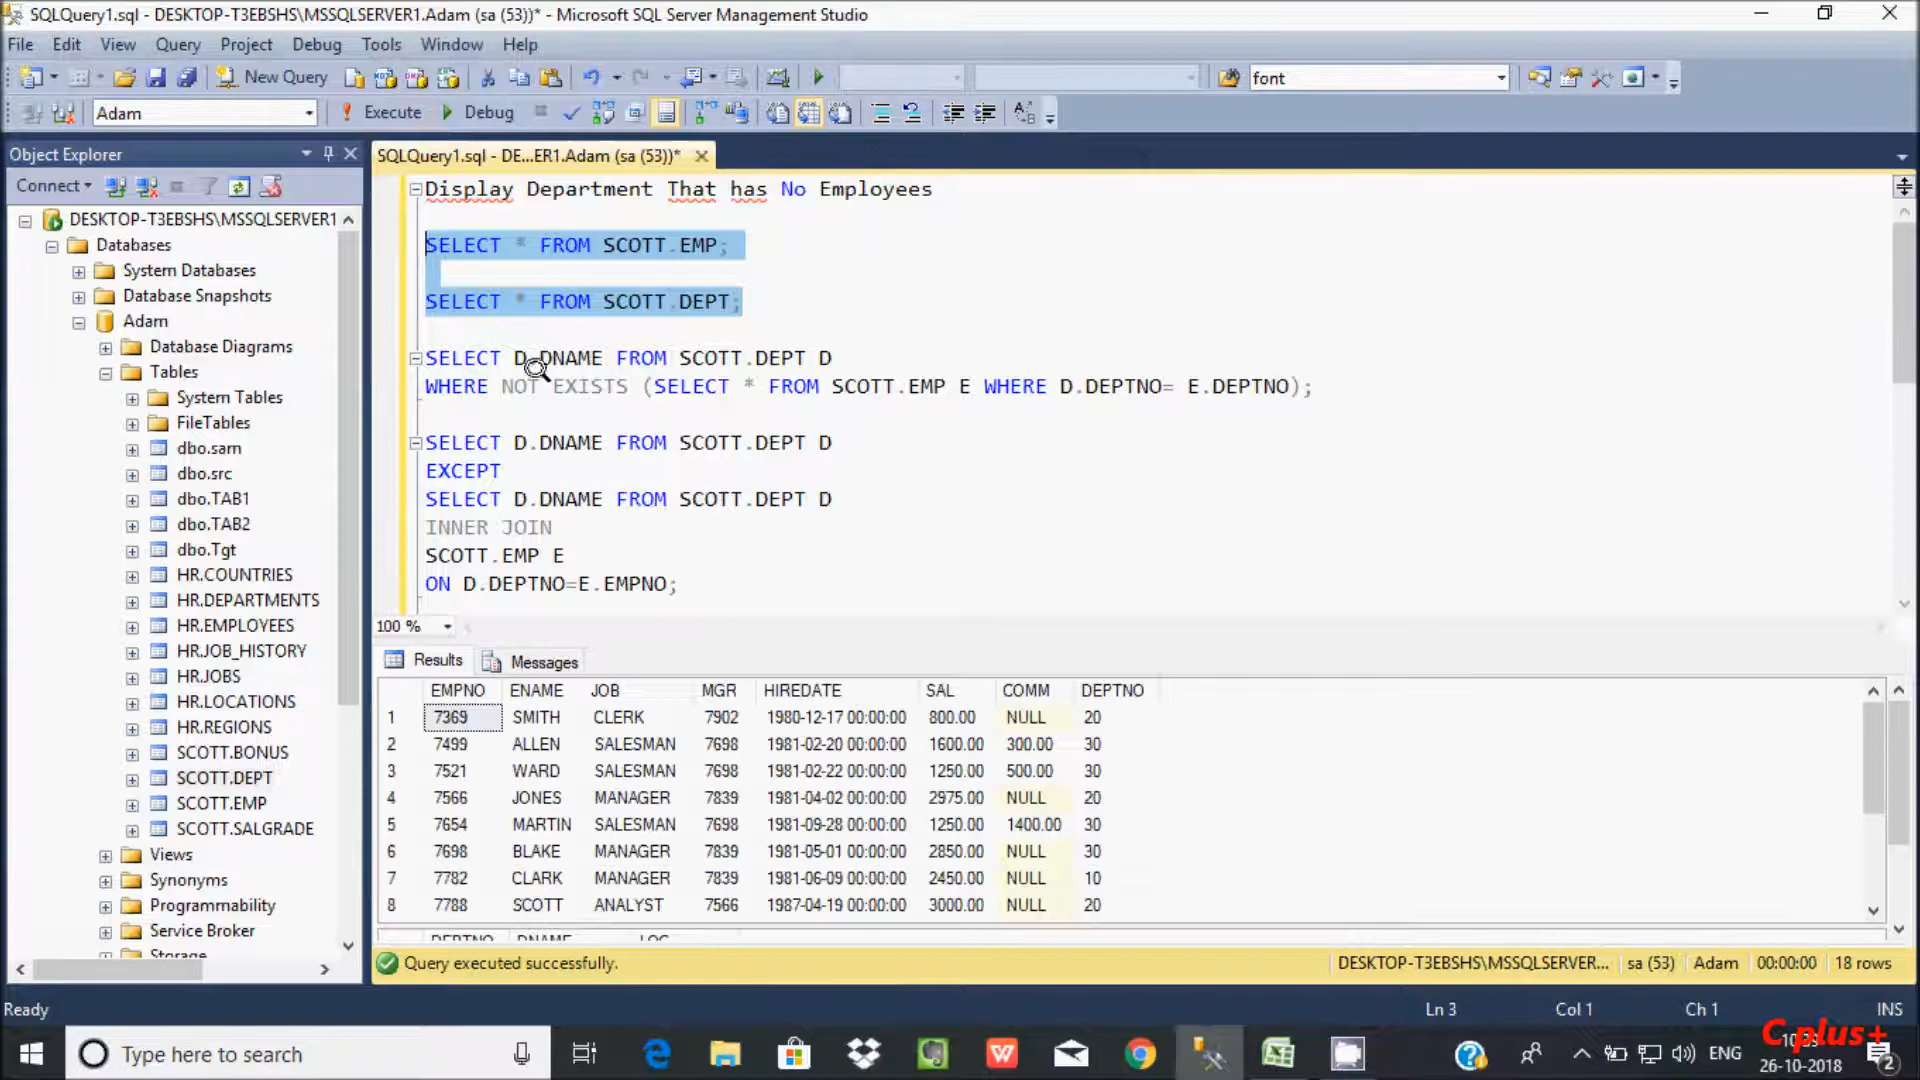 SQLQuery1.sql - DESKTOP-T3EBSHS\MSSQLSERVER1.Adam (sa (53))* - Microsoft SQL Server Management Studio
File Edit View Query Project Debug Tools Window Help
New Query font
Adam Execute Debug
Object Explorer
SQLQuery1.sql - DE...ER1.Adam (sa (53))*
Connect
DESKTOP-T3EBSHS\MSSQLSERVER1
Databases
System Databases
Database Snapshots
Adam
Database Diagrams
Tables
System Tables
FileTables
dbo.sam
dbo.src
dbo.TAB1
dbo.TAB2
dbo.Tgt
HR.COUNTRIES
HR.DEPARTMENTS
HR.EMPLOYEES
HR.JOB_HISTORY
HR.JOBS
HR.LOCATIONS
HR.REGIONS
SCOTT.BONUS
SCOTT.DEPT
SCOTT.EMP
SCOTT.SALGRADE
Views
Synonyms
Programmability
Service Broker
Storage
Display Department That has No Employees
SELECT * FROM SCOTT.EMP;
SELECT * FROM SCOTT.DEPT;
SELECT D.DNAME FROM SCOTT.DEPT D
WHERE NOT EXISTS (SELECT * FROM SCOTT.EMP E WHERE D.DEPTNO= E.DEPTNO);
SELECT D.DNAME FROM SCOTT.DEPT D
EXCEPT
SELECT D.DNAME FROM SCOTT.DEPT D
INNER JOIN
SCOTT.EMP E
ON D.DEPTNO=E.EMPNO;
100 %
Results Messages
EMPNO ENAME JOB MGR HIREDATE SAL COMM DEPTNO
1 7369 SMITH CLERK 7902 1980-12-17 00:00:00 800.00 NULL 20
2 7499 ALLEN SALESMAN 7698 1981-02-20 00:00:00 1600.00 300.00 30
3 7521 WARD SALESMAN 7698 1981-02-22 00:00:00 1250.00 500.00 30
4 7566 JONES MANAGER 7839 1981-04-02 00:00:00 2975.00 NULL 20
5 7654 MARTIN SALESMAN 7698 1981-09-28 00:00:00 1250.00 1400.00 30
6 7698 BLAKE MANAGER 7839 1981-05-01 00:00:00 2850.00 NULL 30
7 7782 CLARK MANAGER 7839 1981-06-09 00:00:00 2450.00 NULL 10
8 7788 SCOTT ANALYST 7566 1987-04-19 00:00:00 3000.00 NULL 20
DEPTNO DNAME LOC
Query executed successfully. DESKTOP-T3EBSHS\MSSQLSERVER... sa (53) Adam 00:00:00 18 rows
Ready Ln 3 Col 1 Ch 1 INS
Type here to search
ENG
C plus+
26-10-2018
2